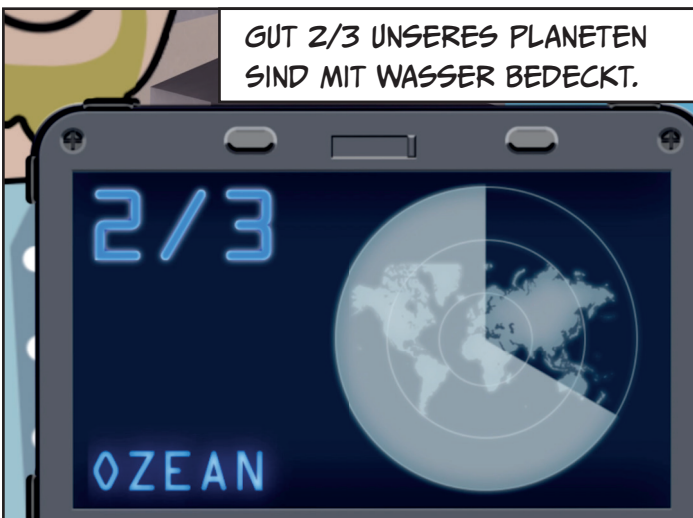 GUT 2/3 UNSERES PLANETEN
SIND MIT WASSER BEDECKT.
2/3
OZEAN